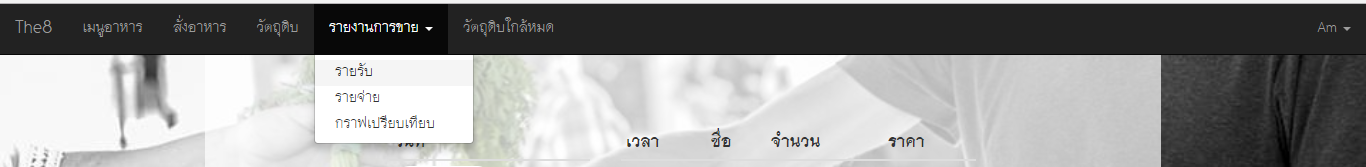 The8 เมนูอาหาร สั่งอาหาร วัตถุดิบ รายงานการขาย วัตถุดิบใกล้หมด Am
รายรับ
รายจ่าย
กราฟเปรียบเทียบ
เวลา ชื่อ จำนวน ราคา